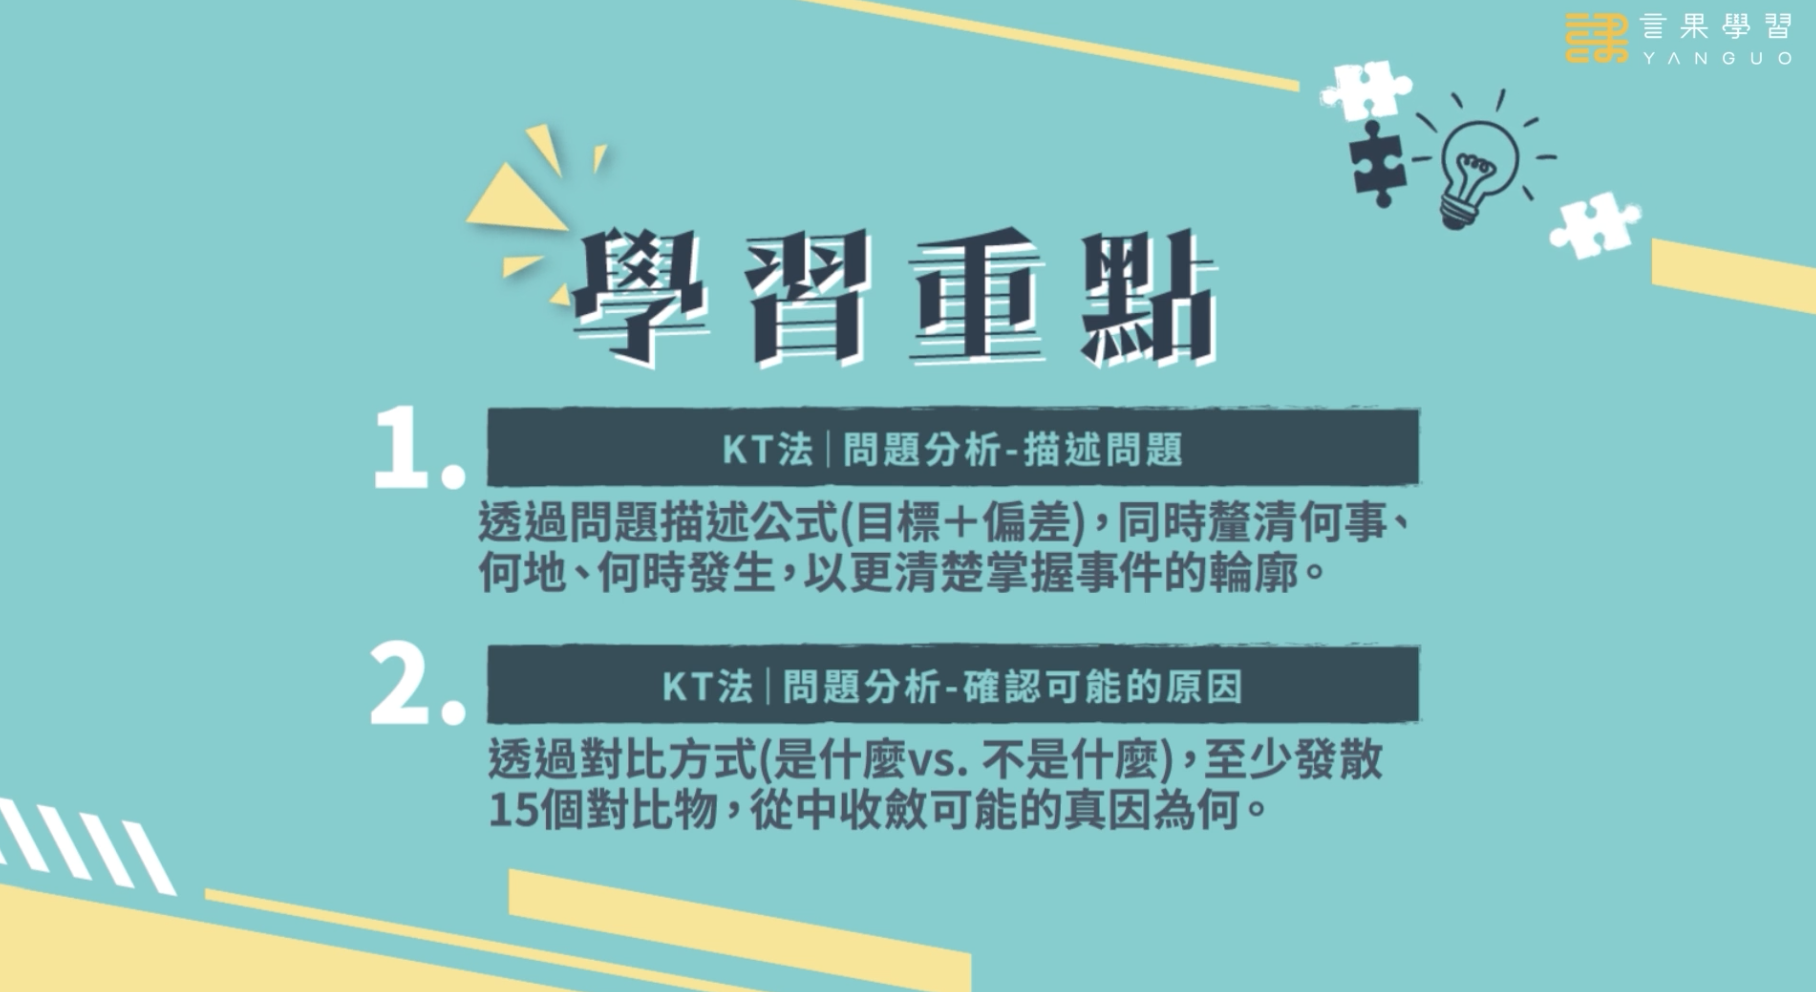 言果學習
YANGUO
學習重點
1.
KT法|問題分析-描述問題
透過問題描述公式(目標＋偏差)，同時釐清何事、
何地、何時發生，以更清楚掌握事件的輪廓。
2.
KT法|問題分析-確認可能的原因
透過對比方式(是什麼vs. 不是什麼)，至少發散
15個對比物，從中收斂可能的真因為何。